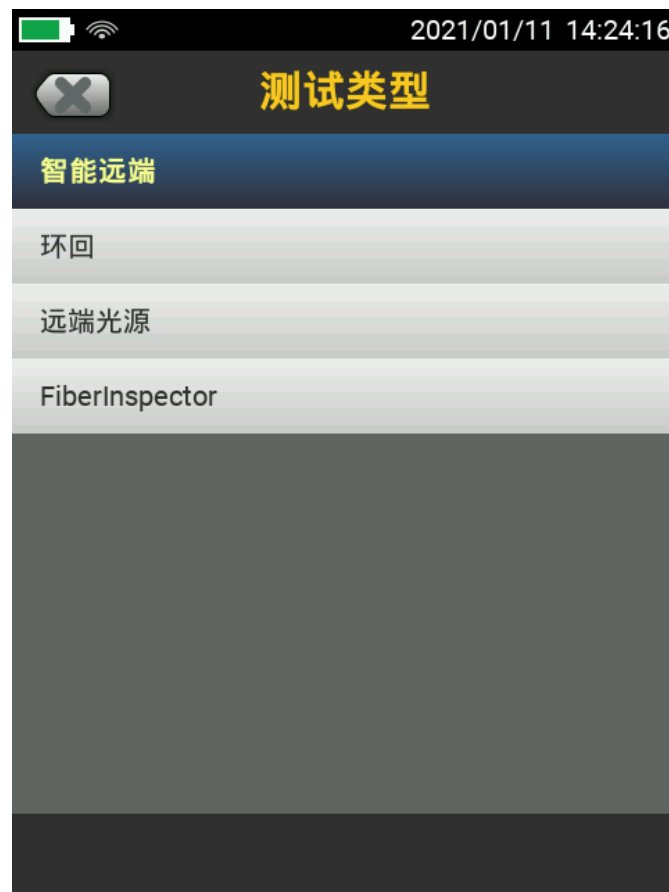 2021/01/11 14:24:16
测试类型
智能远端
环回
远端光源
FiberInspector